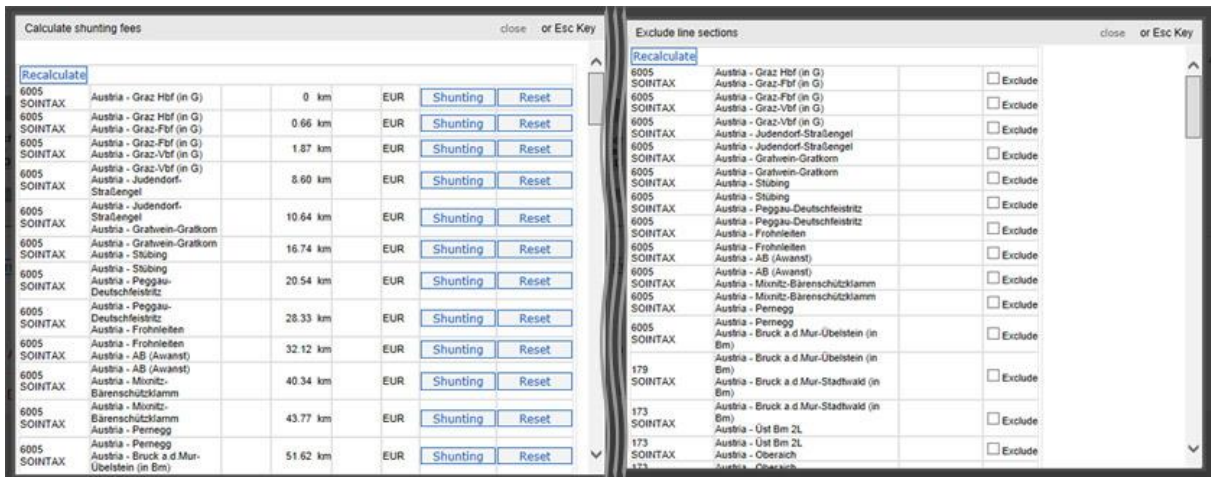 Calculate shunting fees close or Esc Key
Recalculate
6005
SOINTAX
Austria - Graz Hbf (in G)
0 km EUR Shunting Reset
6005
SOINTAX
Austria - Graz Hbf (in G)
Austria - Graz-Fbf (in G)
0.66 km EUR Shunting Reset
6005
SOINTAX
Austria - Graz-Fbf (in G)
Austria - Graz-Vbf (in G)
1.87 km EUR Shunting Reset
6005
SOINTAX
Austria - Graz-Vbf (in G)
Austria - Judendorf-
Straßengel
8.60 km EUR Shunting Reset
6005
SOINTAX
Austria - Judendorf-
Straßengel
Austria - Gratwein-Gratkorn
10.64 km EUR Shunting Reset
6005
SOINTAX
Austria - Gratwein-Gratkorn
Austria - Stübing
16.74 km EUR Shunting Reset
6005
SOINTAX
Austria - Stübing
Austria - Peggau-
Deutschfeistritz
20.54 km EUR Shunting Reset
6005
SOINTAX
Austria - Peggau-
Deutschfeistritz
Austria - Frohnleiten
28.33 km EUR Shunting Reset
6005
SOINTAX
Austria - Frohnleiten
Austria - AB (Awanst)
32.12 km EUR Shunting Reset
6005
SOINTAX
Austria - AB (Awanst)
Austria - Mixnitz-
Bärenschützklamm
40.34 km EUR Shunting Reset
6005
SOINTAX
Austria - Mixnitz-
Bärenschützklamm
Austria - Pernegg
43.77 km EUR Shunting Reset
6005
SOINTAX
Austria - Pernegg
Austria - Bruck a.d.Mur-
Übelstein (in Bm)
51.62 km EUR Shunting Reset
Exclude line sections close or Esc Key
Recalculate
6005
SOINTAX
Austria - Graz Hbf (in G)
Austria - Graz-Fbf (in G)
Exclude
6005
SOINTAX
Austria - Graz-Fbf (in G)
Austria - Graz-Vbf (in G)
Exclude
6005
SOINTAX
Austria - Graz-Vbf (in G)
Austria - Judendorf-Straßengel
Exclude
6005
SOINTAX
Austria - Judendorf-Straßengel
Austria - Gratwein-Gratkorn
Exclude
6005
SOINTAX
Austria - Gratwein-Gratkorn
Austria - Stübing
Exclude
6005
SOINTAX
Austria - Stübing
Austria - Peggau-Deutschfeistritz
Exclude
6005
SOINTAX
Austria - Peggau-Deutschfeistritz
Austria - Frohnleiten
Exclude
6005
SOINTAX
Austria - Frohnleiten
Austria - AB (Awanst)
Exclude
6005
SOINTAX
Austria - AB (Awanst)
Austria - Mixnitz-Bärenschützklamm
Exclude
6005
SOINTAX
Austria - Mixnitz-Bärenschützklamm
Austria - Pernegg
Exclude
6005
SOINTAX
Austria - Pernegg
Austria - Bruck a.d.Mur-Übelstein (in
Bm)
Exclude
179
SOINTAX
Austria - Bruck a.d.Mur-Übelstein (in
Bm)
Austria - Bruck a.d.Mur-Stadtwald (in
Bm)
Exclude
173
SOINTAX
Austria - Bruck a.d.Mur-Stadtwald (in
Bm)
Austria - Üst Bm 2L
Exclude
173
SOINTAX
Austria - Üst Bm 2L
Austria - Oberaich
Exclude
173
Austria - Oberaich